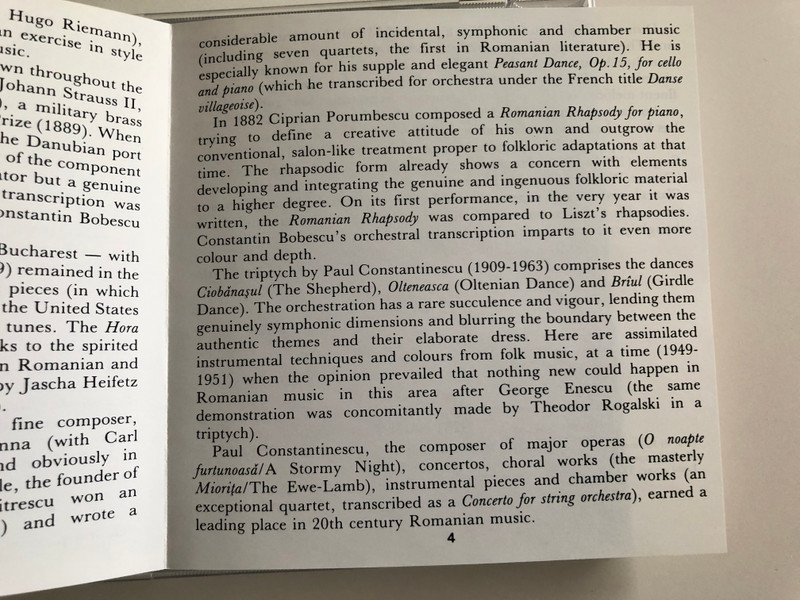 Hugo Riemann),
an exercise in style
usic.
own throughout the
Johann Strauss II,
), a military brass
rize (1889). When
he Danubian port
of the component
tor but a genuine
transcription was
onstantin Bobescu
Bucharest — with
9) remained in the
pieces (in which
the United States
tunes. The Hora
ks to the spirited
n Romanian and
by Jascha Heifetz
).
fine composer,
nna (with Carl
nd obviously in
le, the founder of
itrescu won an
) and wrote a
considerable amount of incidental, symphonic and chamber music
(including seven quartets, the first in Romanian literature). He is
especially known for his supple and elegant Peasant Dance, Op.15, for cello
and piano (which he transcribed for orchestra under the French title Danse
villageoise).
In 1882 Ciprian Porumbescu composed a Romanian Rhapsody for piano,
trying to define a creative attitude of his own and outgrow the
conventional, salon-like treatment proper to folkloric adaptations at that
time. The rhapsodic form already shows a concern with elements
developing and integrating the genuine and ingenuous folkloric material
to a higher degree. On its first performance, in the very year it was
written, the Romanian Rhapsody was compared to Liszt's rhapsodies.
Constantin Bobescu's orchestral transcription imparts to it even more
colour and depth.
The triptych by Paul Constantinescu (1909-1963) comprises the dances
Ciobănaşul (The Shepherd), Olteneasca (Oltenian Dance) and Brîul (Girdle
Dance). The orchestration has a rare succulence and vigour, lending them
genuinely symphonic dimensions and blurring the boundary between the
authentic themes and their elaborate dress. Here are assimilated
instrumental techniques and colours from folk music, at a time (1949-
1951) when the opinion prevailed that nothing new could happen in
Romanian music in this area after George Enescu (the same
demonstration was concomitantly made by Theodor Rogalski in a
triptych).
Paul Constantinescu, the composer of major operas (O noapte
furtunoasă/A Stormy Night), concertos, choral works (the masterly
Mioriţa/The Ewe-Lamb), instrumental pieces and chamber works (an
exceptional quartet, transcribed as a Concerto for string orchestra), earned a
leading place in 20th century Romanian music.
4